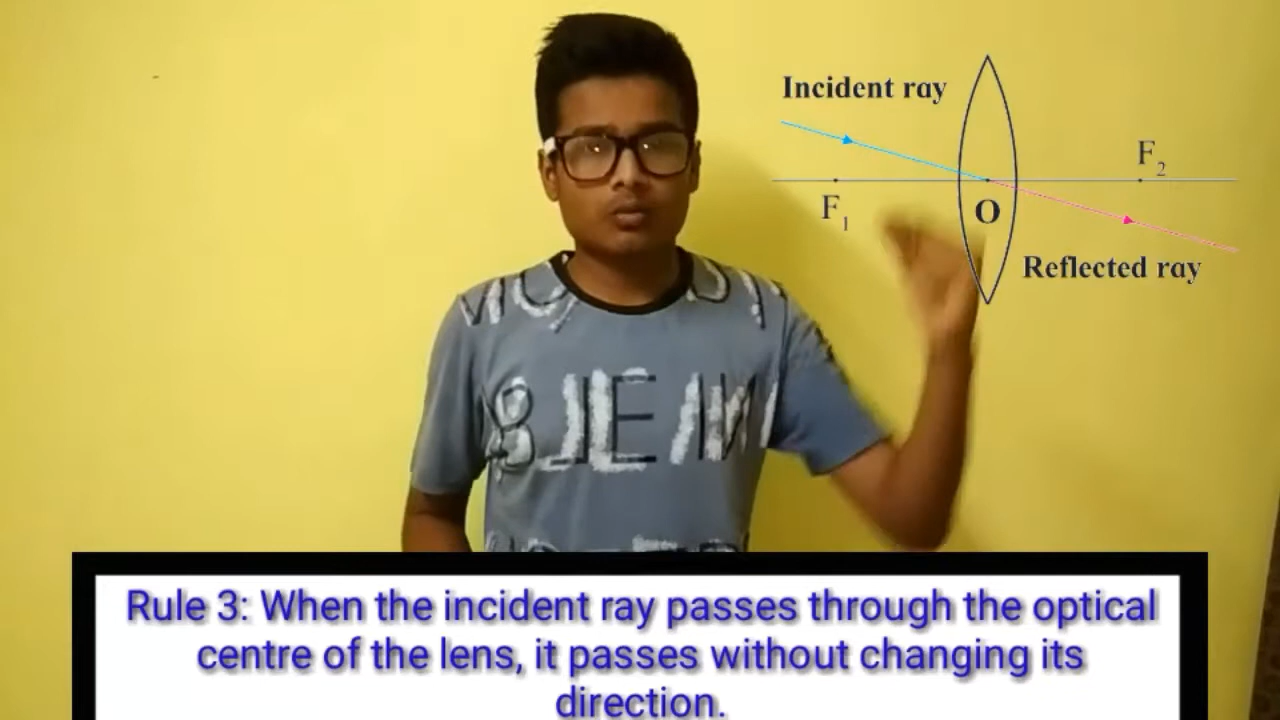 Incident ray
F2
F1
O
Reflected ray
Rule 3: When the incident ray passes through the optical
centre of the lens, it passes without changing its
direction.